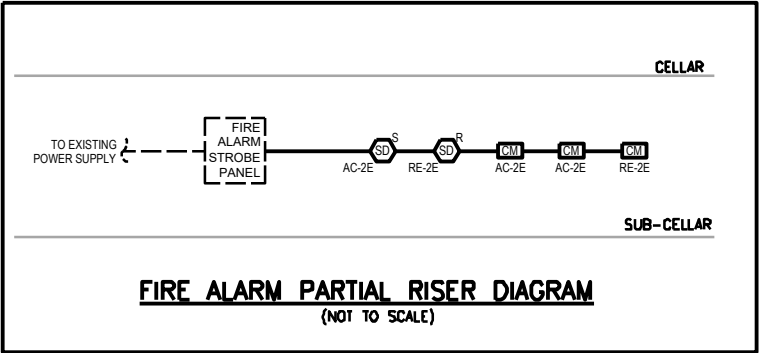 CELLAR
TO EXISTING
POWER SUPPLY
FIRE
ALARM
STROBE
PANEL
S
SD
AC-2E
R
SD
RE-2E
CM
AC-2E
CM
AC-2E
CM
RE-2E
SUB-CELLAR
FIRE ALARM PARTIAL RISER DIAGRAM
(NOT TO SCALE)